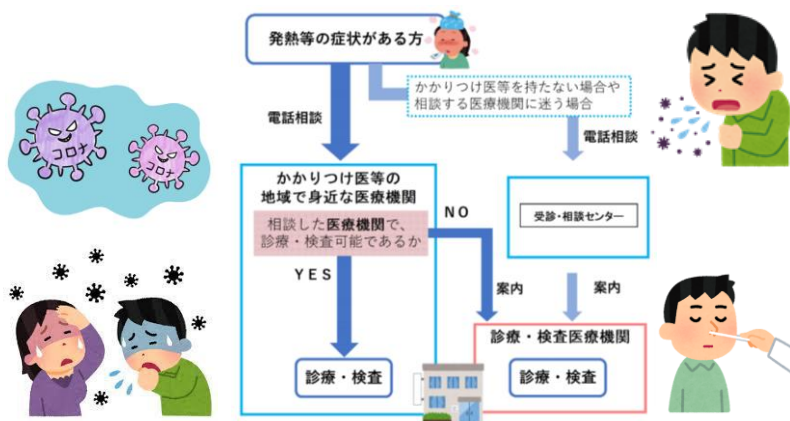 発熱等の症状がある方
かかりつけ医等を持たない場合や
相談する医療機関に迷う場合
電話相談
電話相談
コロナ
コロナ
かかりつけ医等の
地域で身近な医療機関
相談した医療機関で、
診療・検査可能であるか
NO
受診・相談センター
YES
案内
案内
診療・検査医療機関
診療・検査
診療・検査